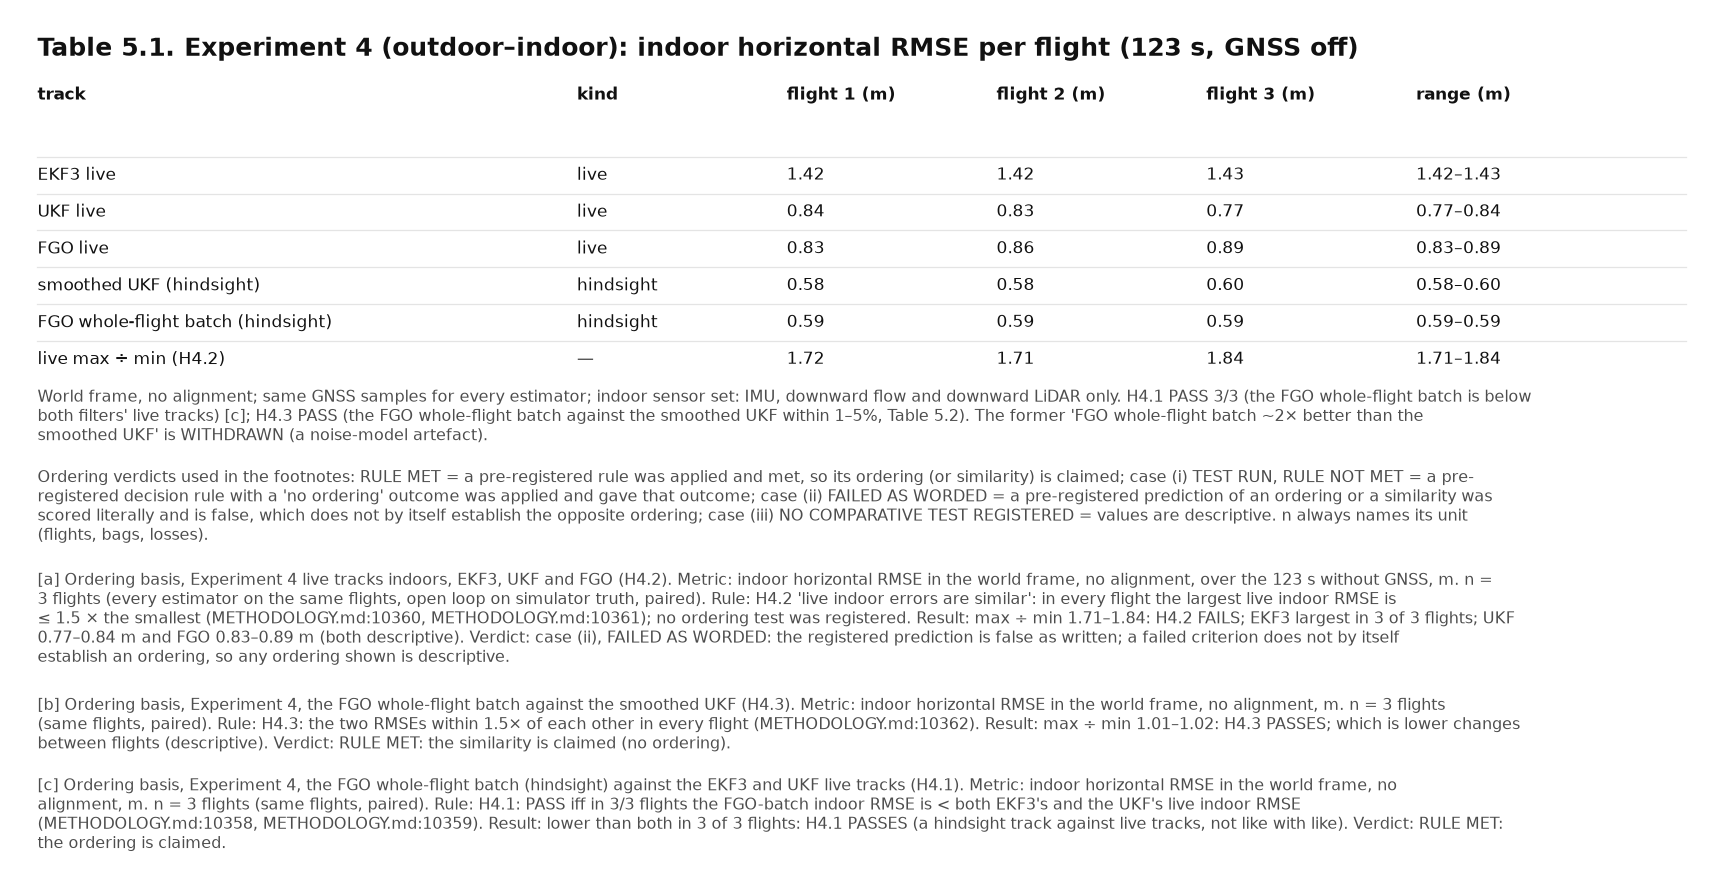 Table 5.1. Experiment 4 (outdoor–indoor): indoor horizontal RMSE per flight (123 s, GNSS off)
track kind flight 1 (m) flight 2 (m) flight 3 (m) range (m)
EKF3 live live 1.42 1.42 1.43 1.42–1.43
UKF live live 0.84 0.83 0.77 0.77–0.84
FGO live live 0.83 0.86 0.89 0.83–0.89
smoothed UKF (hindsight) hindsight 0.58 0.58 0.60 0.58–0.60
FGO whole-flight batch (hindsight) hindsight 0.59 0.59 0.59 0.59–0.59
live max ÷ min (H4.2) — 1.72 1.71 1.84 1.71–1.84
World frame, no alignment; same GNSS samples for every estimator; indoor sensor set: IMU, downward flow and downward LiDAR only. H4.1 PASS 3/3 (the FGO whole-flight batch is below
both filters' live tracks) [c]; H4.3 PASS (the FGO whole-flight batch against the smoothed UKF within 1–5%, Table 5.2). The former 'FGO whole-flight batch ~2× better than the
smoothed UKF' is WITHDRAWN (a noise-model artefact).
Ordering verdicts used in the footnotes: RULE MET = a pre-registered rule was applied and met, so its ordering (or similarity) is claimed; case (i) TEST RUN, RULE NOT MET = a pre-
registered decision rule with a 'no ordering' outcome was applied and gave that outcome; case (ii) FAILED AS WORDED = a pre-registered prediction of an ordering or a similarity was
scored literally and is false, which does not by itself establish the opposite ordering; case (iii) NO COMPARATIVE TEST REGISTERED = values are descriptive. n always names its unit
(flights, bags, losses).
[a] Ordering basis, Experiment 4 live tracks indoors, EKF3, UKF and FGO (H4.2). Metric: indoor horizontal RMSE in the world frame, no alignment, over the 123 s without GNSS, m. n =
3 flights (every estimator on the same flights, open loop on simulator truth, paired). Rule: H4.2 'live indoor errors are similar': in every flight the largest live indoor RMSE is
≤ 1.5 × the smallest (METHODOLOGY.md:10360, METHODOLOGY.md:10361); no ordering test was registered. Result: max ÷ min 1.71–1.84: H4.2 FAILS; EKF3 largest in 3 of 3 flights; UKF
0.77–0.84 m and FGO 0.83–0.89 m (both descriptive). Verdict: case (ii), FAILED AS WORDED: the registered prediction is false as written; a failed criterion does not by itself
establish an ordering, so any ordering shown is descriptive.
[b] Ordering basis, Experiment 4, the FGO whole-flight batch against the smoothed UKF (H4.3). Metric: indoor horizontal RMSE in the world frame, no alignment, m. n = 3 flights
(same flights, paired). Rule: H4.3: the two RMSEs within 1.5× of each other in every flight (METHODOLOGY.md:10362). Result: max ÷ min 1.01–1.02: H4.3 PASSES; which is lower changes
between flights (descriptive). Verdict: RULE MET: the similarity is claimed (no ordering).
[c] Ordering basis, Experiment 4, the FGO whole-flight batch (hindsight) against the EKF3 and UKF live tracks (H4.1). Metric: indoor horizontal RMSE in the world frame, no
alignment, m. n = 3 flights (same flights, paired). Rule: H4.1: PASS iff in 3/3 flights the FGO-batch indoor RMSE is < both EKF3's and the UKF's live indoor RMSE
(METHODOLOGY.md:10358, METHODOLOGY.md:10359). Result: lower than both in 3 of 3 flights: H4.1 PASSES (a hindsight track against live tracks, not like with like). Verdict: RULE MET:
the ordering is claimed.